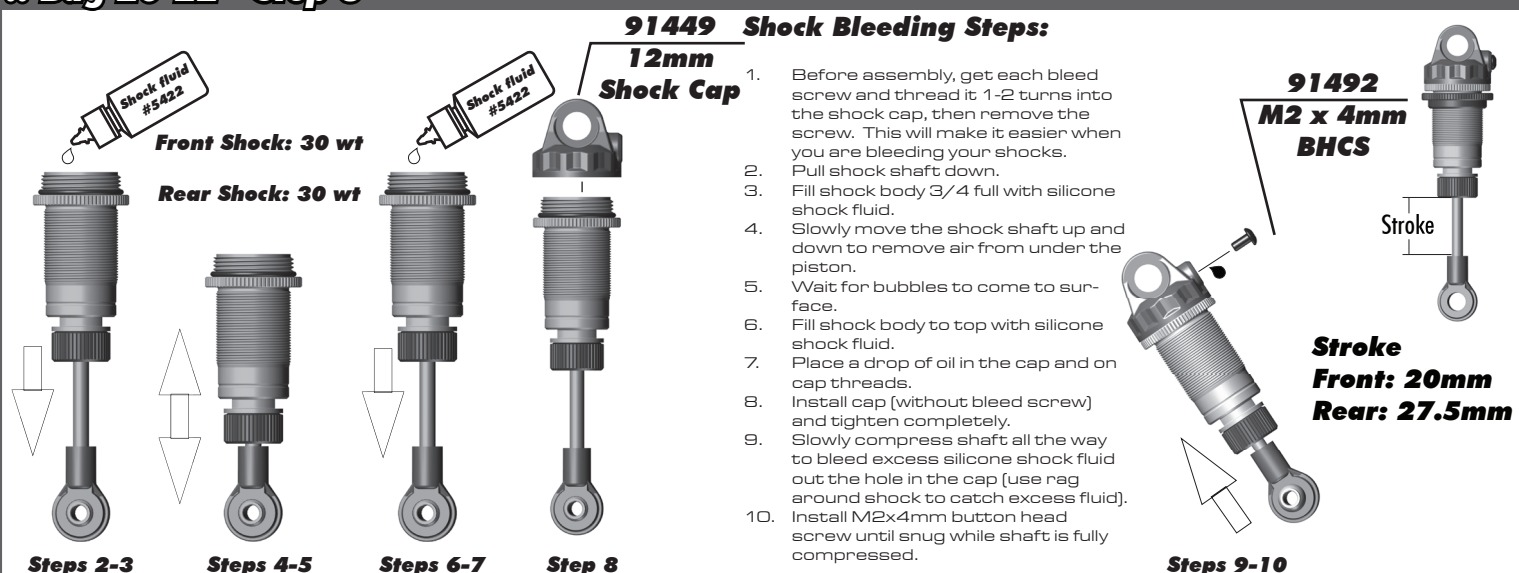 Shock fluid
#5422
Front Shock: 30 wt
Rear Shock: 30 wt
Shock fluid
#5422
91449
12mm
Shock Cap
Shock Bleeding Steps:
1. Before assembly, get each bleed
screw and thread it 1-2 turns into
the shock cap, then remove the
screw. This will make it easier when
you are bleeding your shocks.
2. Pull shock shaft down.
3. Fill shock body 3/4 full with silicone
shock fluid.
4. Slowly move the shock shaft up and
down to remove air from under the
piston.
5. Wait for bubbles to come to sur-
face.
6. Fill shock body to top with silicone
shock fluid.
7. Place a drop of oil in the cap and on
cap threads.
8. Install cap (without bleed screw)
and tighten completely.
9. Slowly compress shaft all the way
to bleed excess silicone shock fluid
out the hole in the cap (use rag
around shock to catch excess fluid).
10. Install M2x4mm button head
screw until snug while shaft is fully
compressed.
91492
M2 x 4mm
BHCS
Stroke
Stroke
Front: 20mm
Rear: 27.5mm
Steps 2-3
Steps 4-5
Steps 6-7
Step 8
Steps 9-10